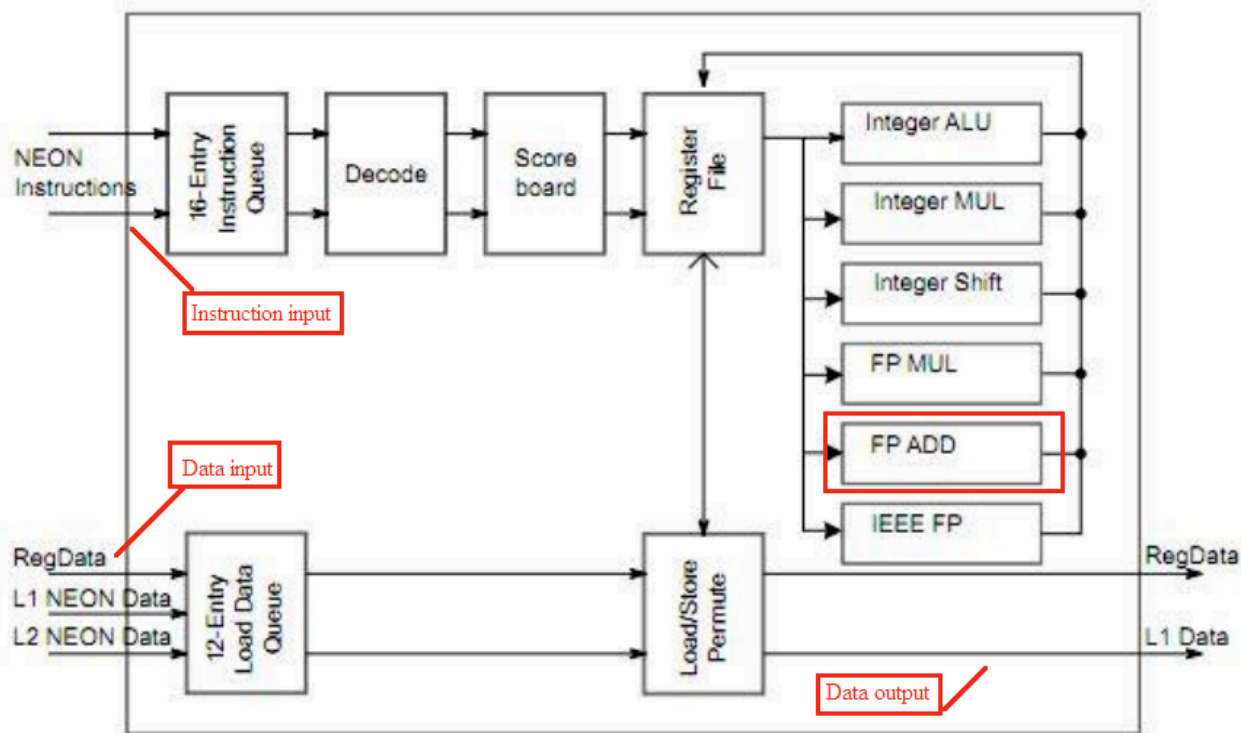 NEON
Instructions
16-Entry
Instruction
Queue
Decode
Score
board
Register
File
Integer ALU
Integer MUL
Integer Shift
FP MUL
FP ADD
IEEE FP
Instruction input
Data input
RegData
L1 NEON Data
L2 NEON Data
12-Entry
Load Data
Queue
Load/Store
Permute
RegData
L1 Data
Data output